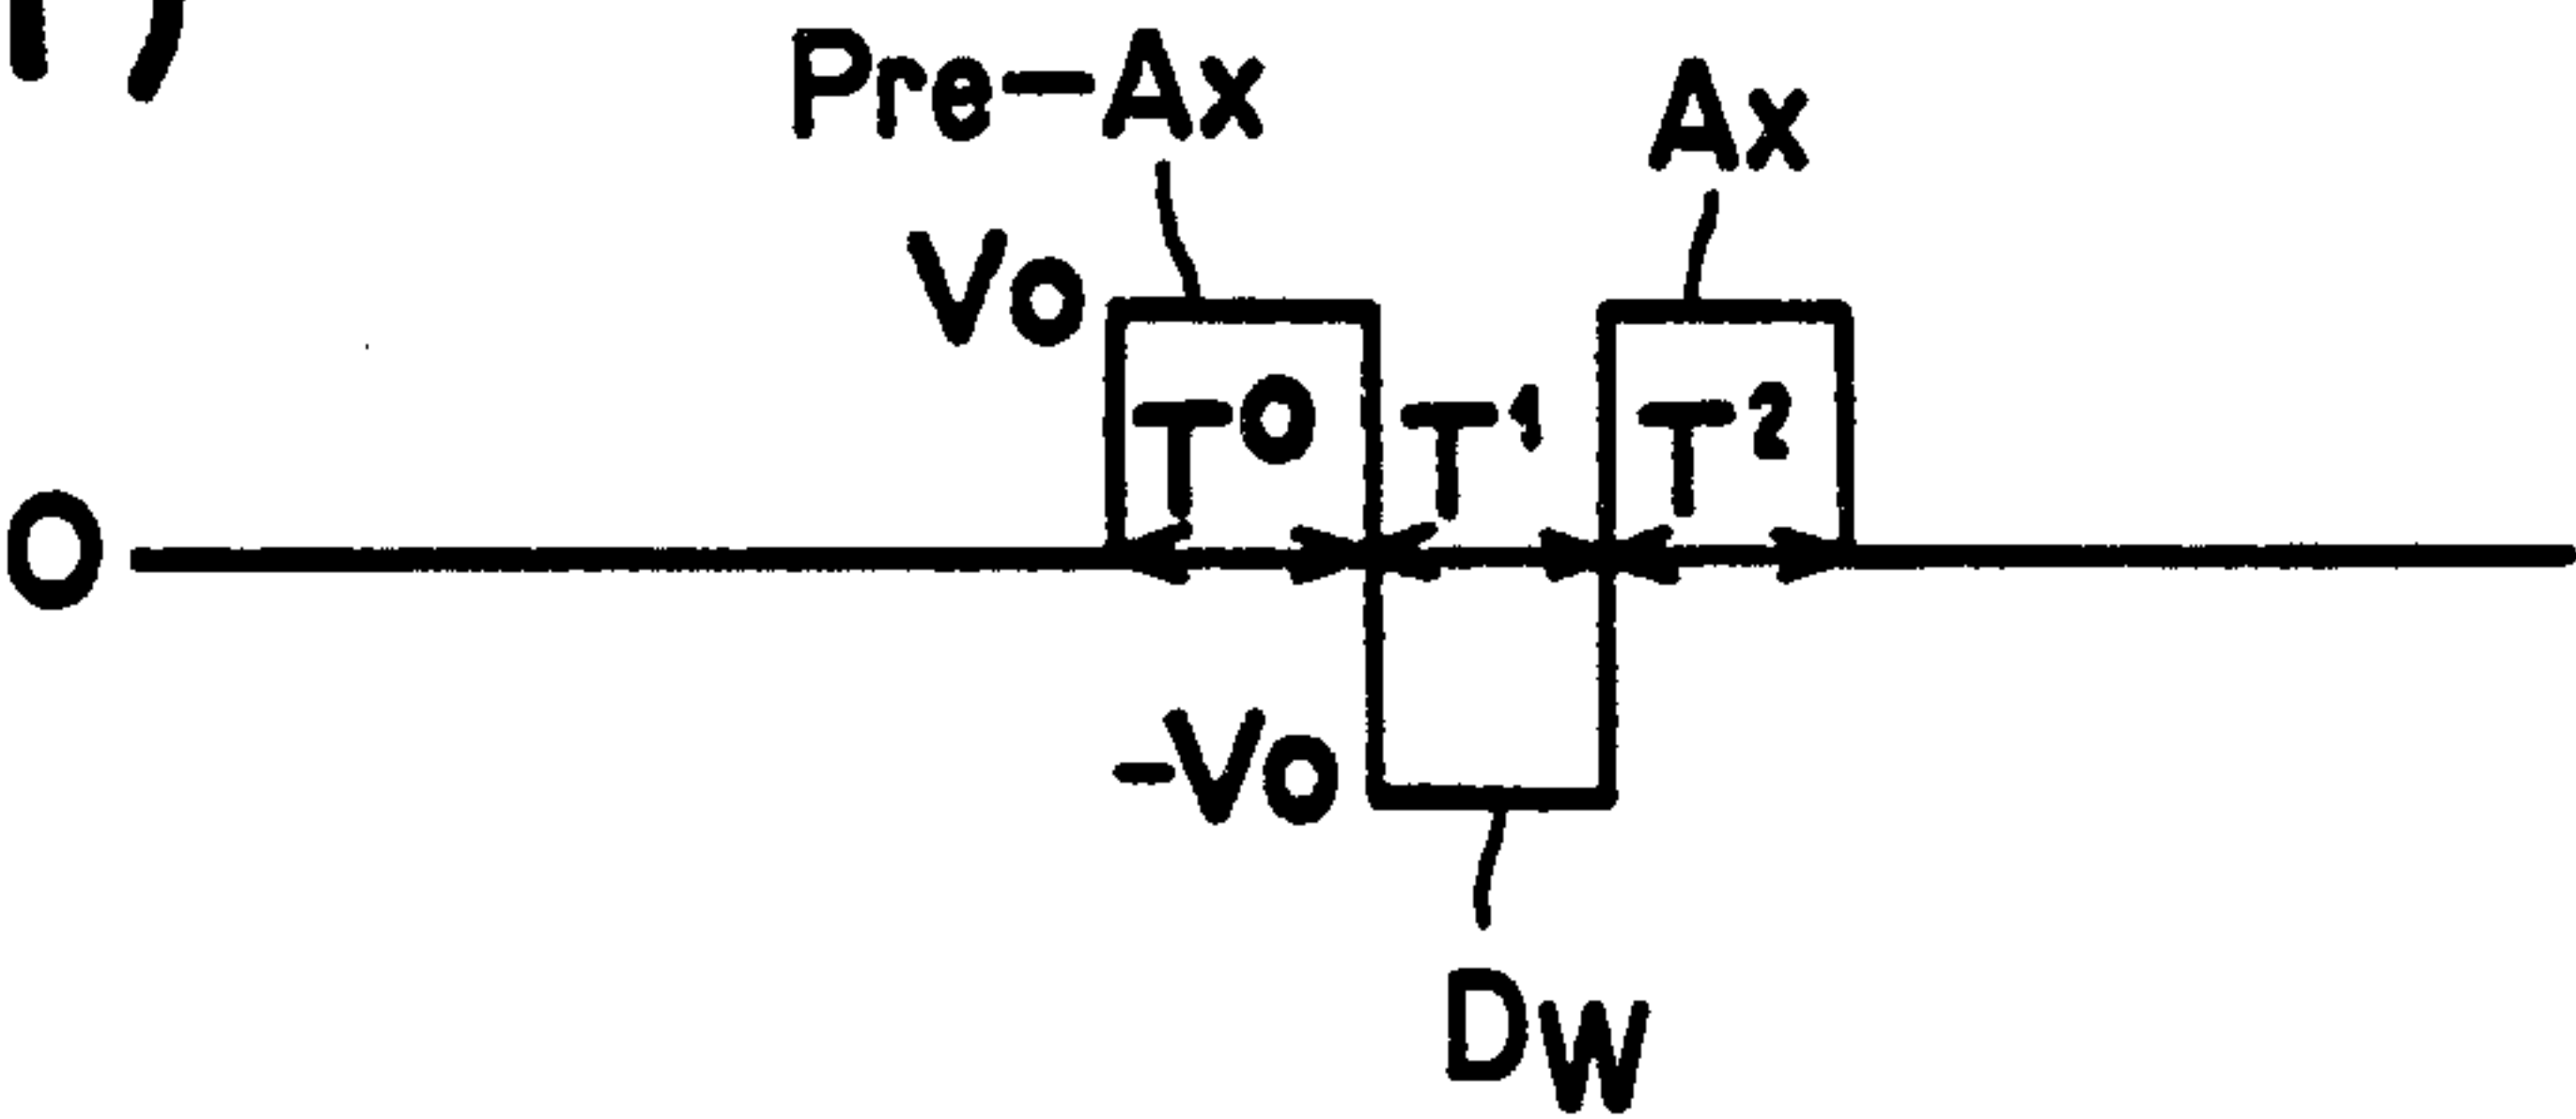 Pre-Ax
Ax
Vo
T⁰ T¹ T²
O
-Vo
Dw